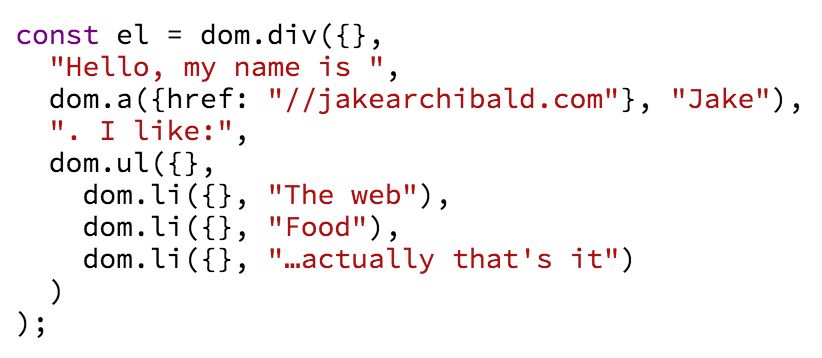 const el = dom.div({},
  "Hello, my name is ",
  dom.a({href: "//jakearchibald.com"}, "Jake"),
  ". I like:",
  dom.ul({},
    dom.li({}, "The web"),
    dom.li({}, "Food"),
    dom.li({}, "…actually that's it")
  )
);